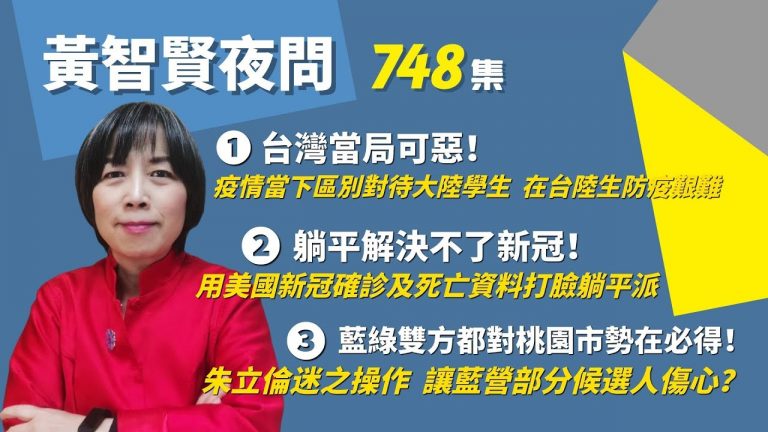 黃智賢夜問 748集
❶ 台灣當局可惡!
疫情當下區別對待大陸學生 在台陸生防疫艱難
❷ 躺平解決不了新冠!
用美國新冠確診及死亡資料打臉躺平派
❸ 藍綠雙方都對桃園市勢在必得!
朱立倫迷之操作 讓藍營部分候選人傷心?